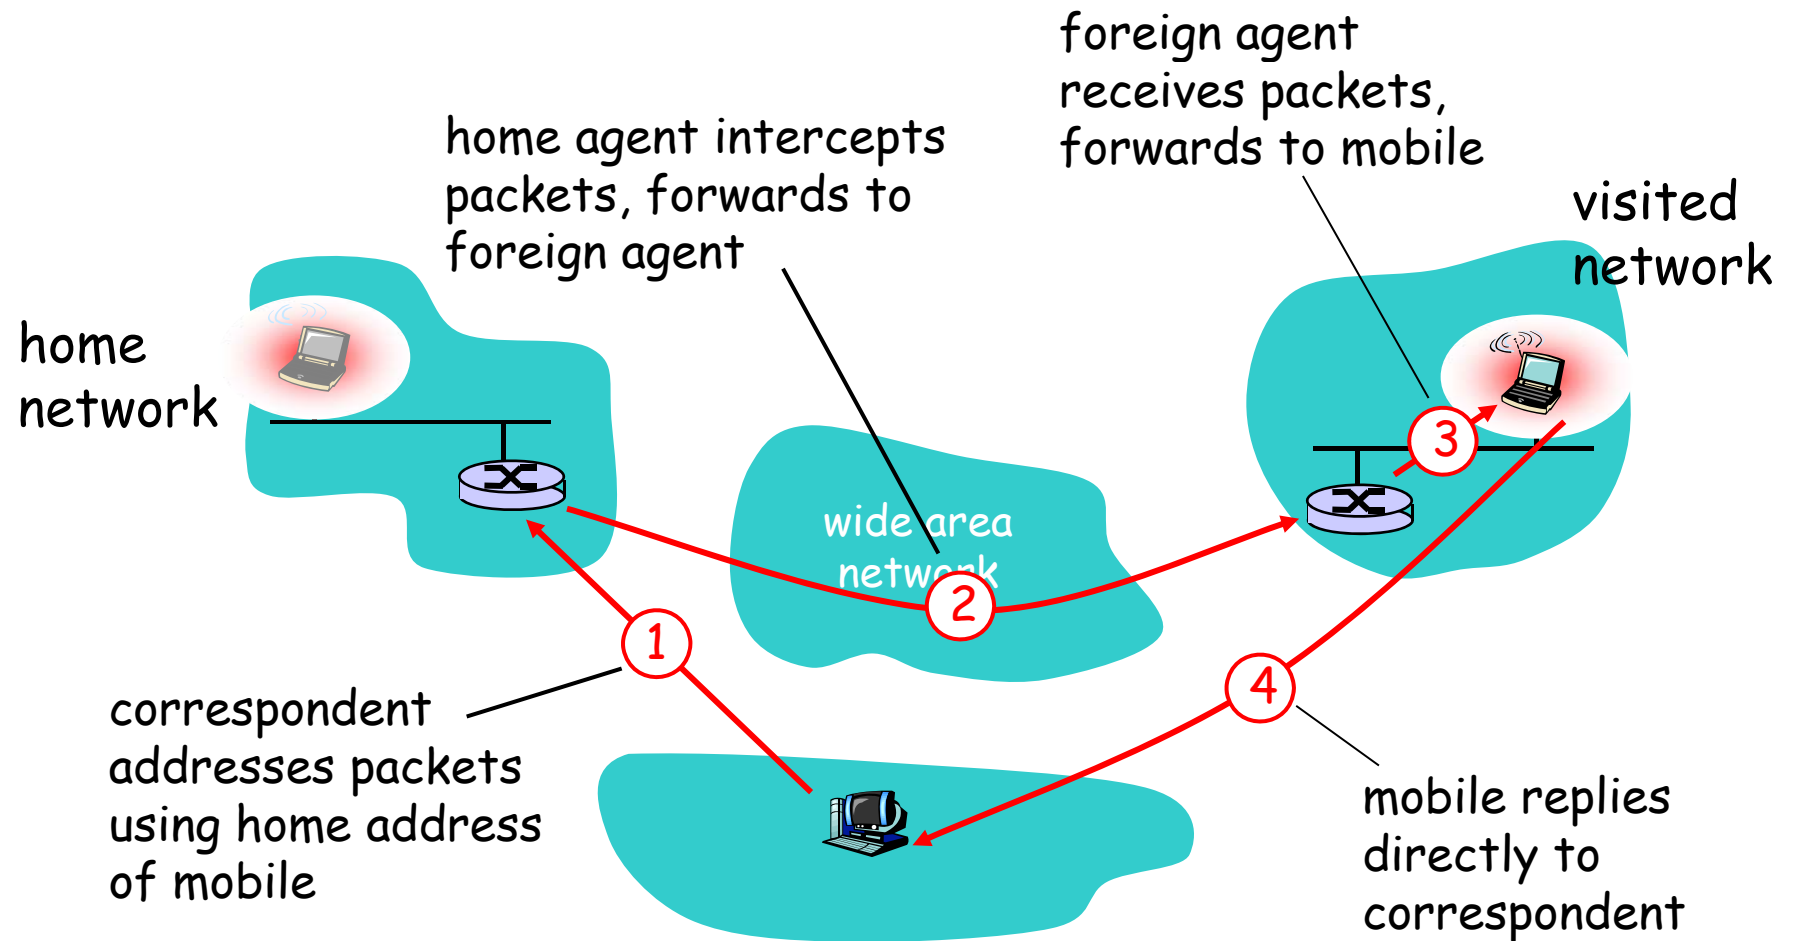 foreign agent
receives packets,
forwards to mobile
home agent intercepts
packets, forwards to
foreign agent
visited
network
home
network
wide area
network
1
2
3
4
correspondent
addresses packets
using home address
of mobile
mobile replies
directly to
correspondent